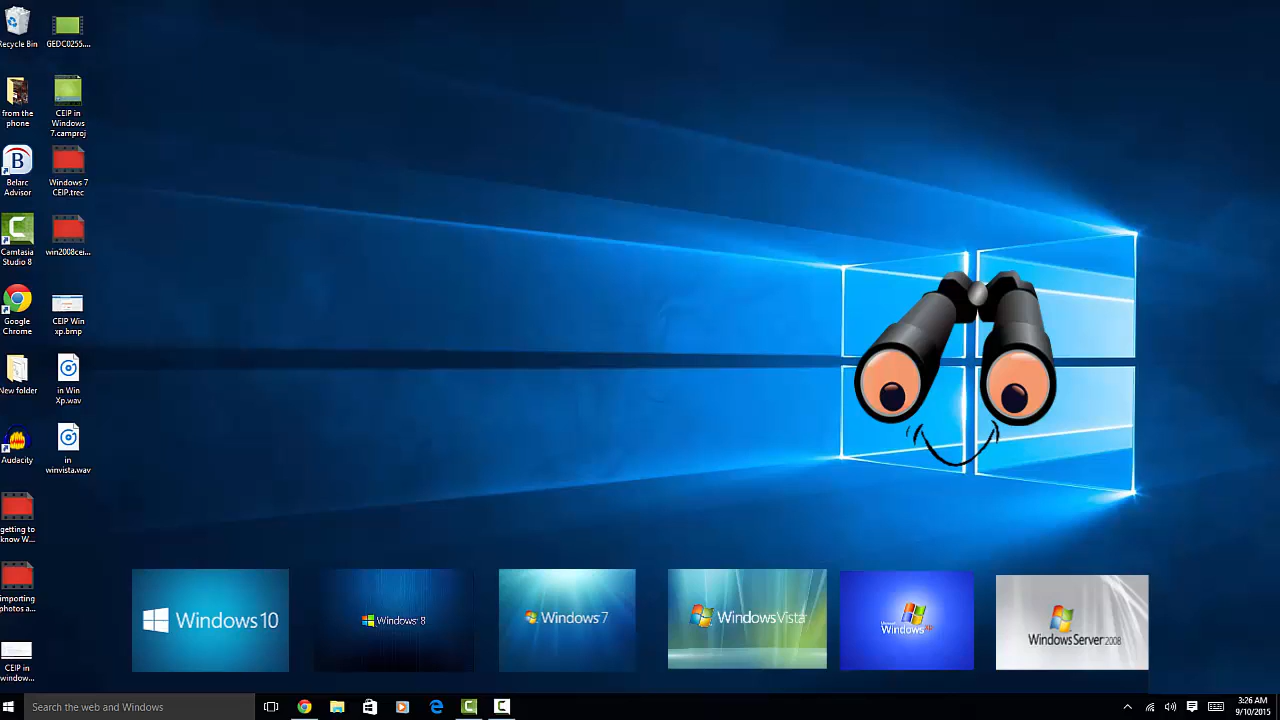 Recycle Bin
GEDC0255....
from the
phone
CEIP in
Windows
7.camproj
Belarc
Advisor
Windows 7
CEIP.trec
Camtasia
Studio 8
win2008cei...
Google
Chrome
CEIP Win
xp.bmp
New folder
in Win
Xp.wav
Audacity
in
winvista.wav
getting to
know W...
importing
photos a...
CEIP in
window...
Windows 10
Windows 8
Windows 7
Windows Vista
Microsoft
Windows xp
Windows Server 2008
Search the web and Windows
3:26 AM
9/10/2015